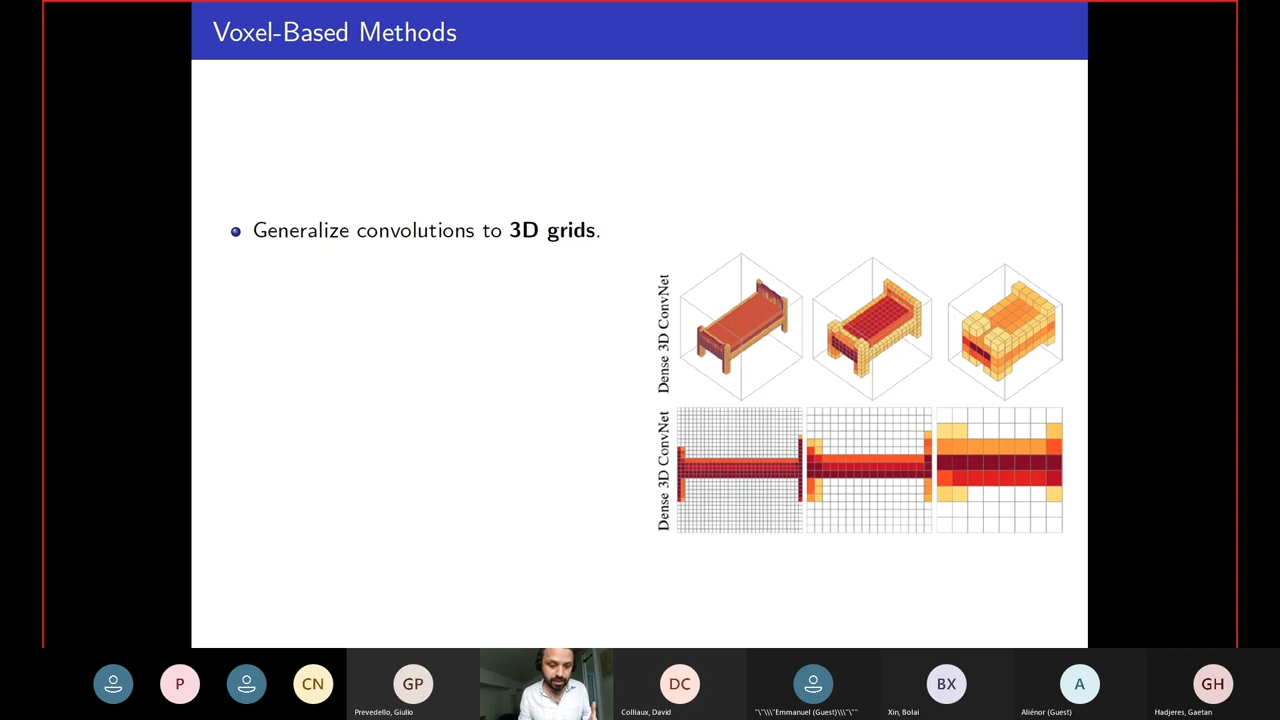 Voxel-Based Methods
Generalize convolutions to 3D grids.
Dense 3D ConvNet
Dense 3D ConvNet
P
CN
GP
DC
BX
A
GH
Prevedello, Giulio
Colliaux, David
"\"\\\"Emmanuel (Guest)\\\"\""
Xin, Bolai
Aliénor (Guest)
Hadjeres, Gaetan